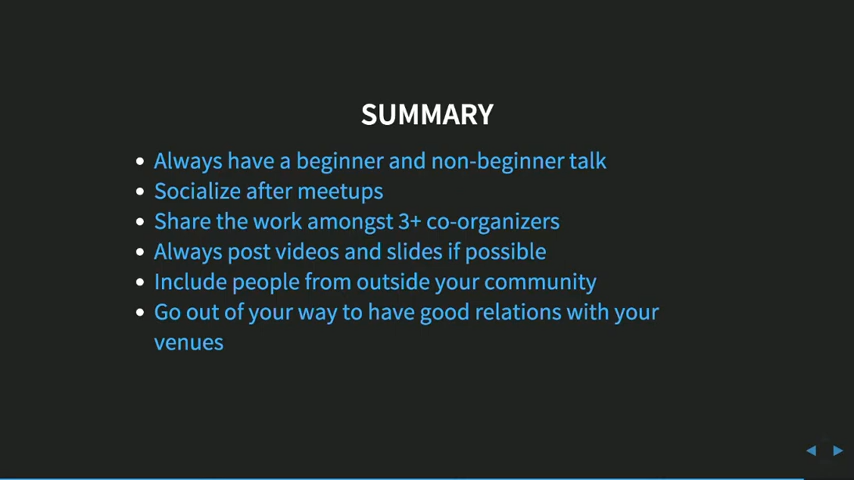 SUMMARY
Always have a beginner and non-beginner talk
Socialize after meetups
Share the work amongst 3+ co-organizers
Always post videos and slides if possible
Include people from outside your community
Go out of your way to have good relations with your
venues